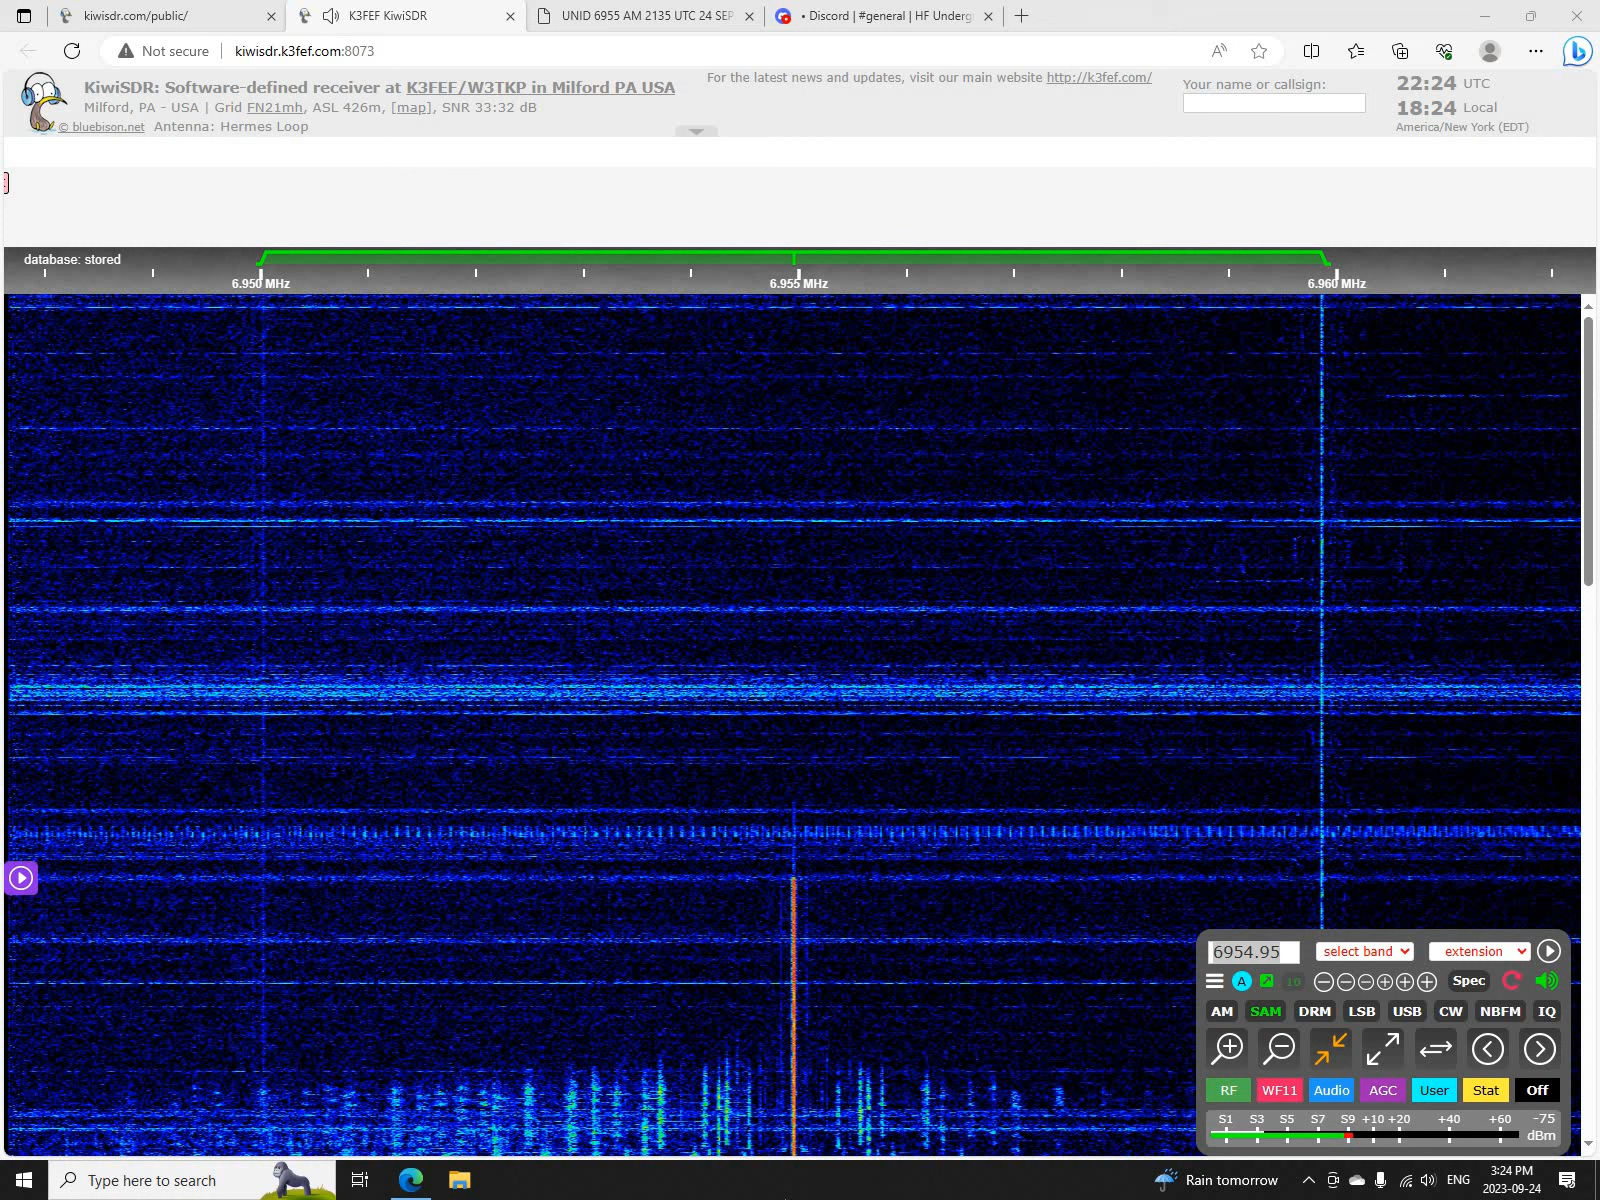 kiwisdr.com/public/
K3FEF KiwiSDR
UNID 6955 AM 2135 UTC 24 SEP
• Discord | #general | HF Underg
Not secure
kiwisdr.k3fef.com:8073
KiwiSDR: Software-defined receiver at K3FEF/W3TKP in Milford PA USA
Milford, PA - USA | Grid FN21mh, ASL 426m, [map], SNR 33:32 dB
© bluebison.net Antenna: Hermes Loop
For the latest news and updates, visit our main website http://k3fef.com/
Your name or callsign:
22:24 UTC
18:24 Local
America/New York (EDT)
database: stored
6.950 MHz
6.955 MHz
6.960 MHz
6954.95
select band
extension
A
10
Spec
AM SAM DRM LSB USB CW NBFM IQ
RF WF11 Audio AGC User Stat Off
S1 S3 S5 S7 S9 +10 +20 +40 +60 -75
dBm
Type here to search
Rain tomorrow
ENG
3:24 PM
2023-09-24